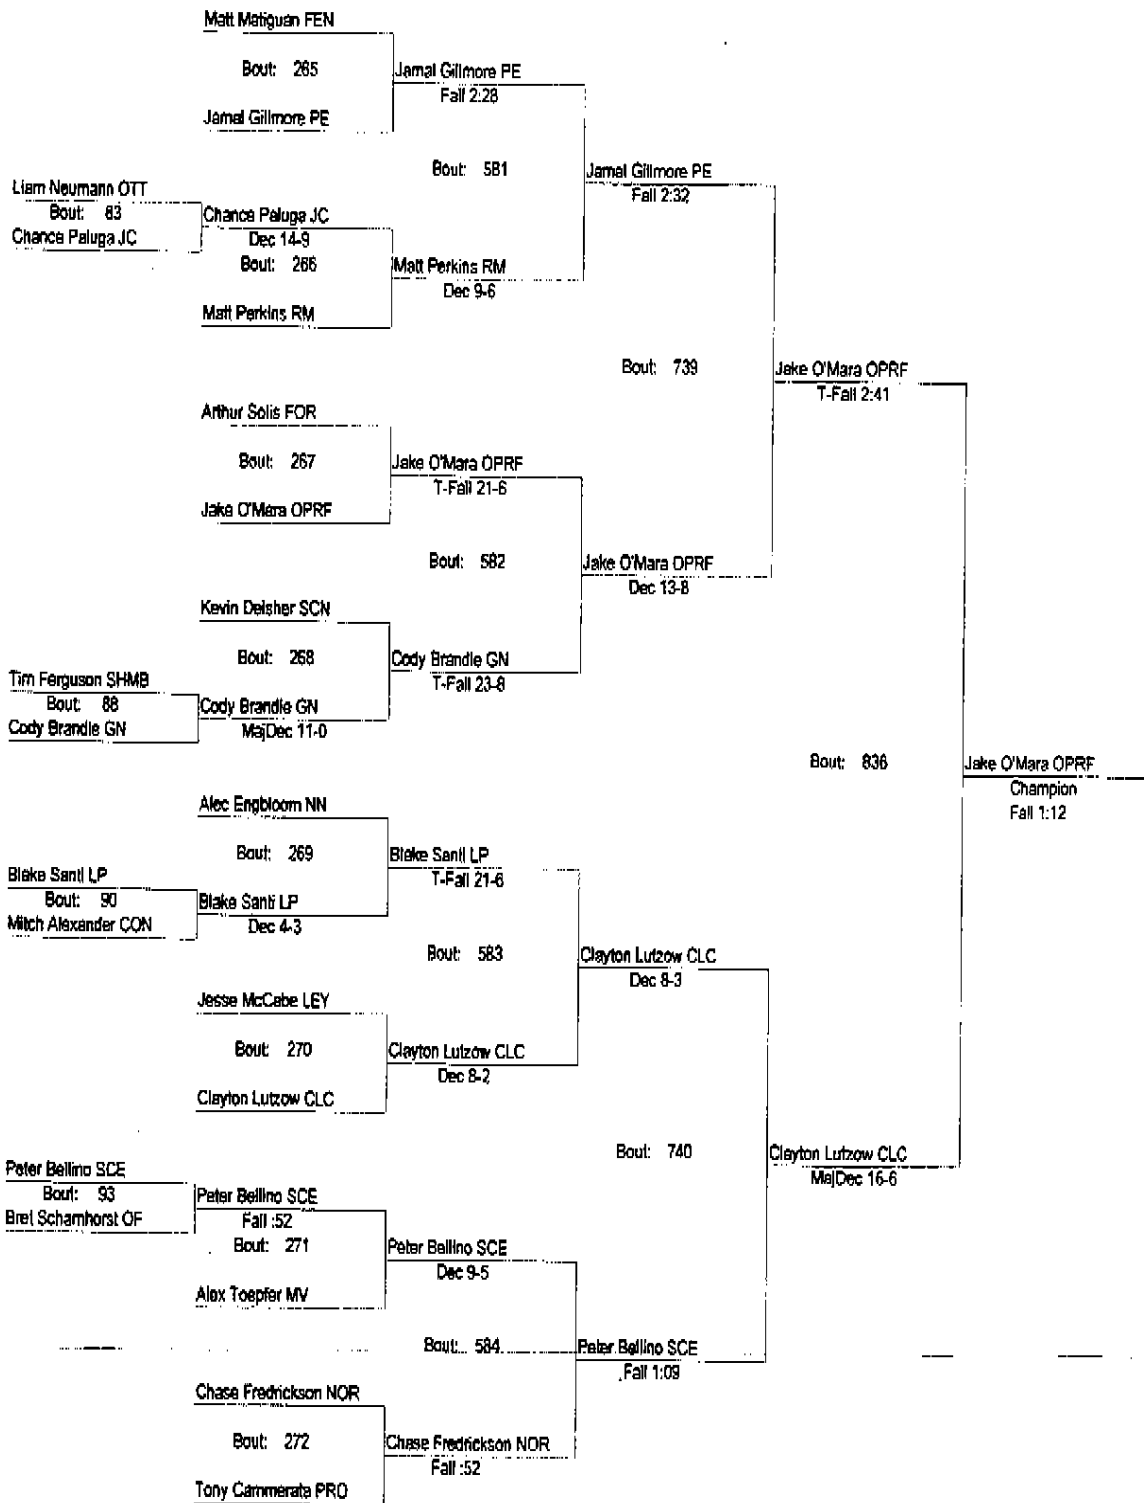 Matt Matiguan FEN
Bout: 265
Jamal Gillmore PE
Fall 2:28
Jamal Gillmore PE
Bout: 581
Jamal Gillmore PE
Fall 2:32
Liam Neumann OTT
Bout: 83
Chance Paluga JC
Chance Paluga JC
Dec 14-9
Bout: 266
Matt Perkins RM
Dec 9-6
Matt Perkins RM
Bout: 739
Jake O'Mara OPRF
T-Fall 2:41
Arthur Solis FOR
Bout: 267
Jake O'Mara OPRF
T-Fall 21-6
Jake O'Mara OPRF
Bout: 582
Jake O'Mara OPRF
Dec 13-8
Kevin Deisher SCN
Bout: 268
Cody Brandle GN
T-Fall 23-8
Tim Ferguson SHMB
Bout: 88
Cody Brandle GN
Cody Brandle GN
MajDec 11-0
Bout: 836
Jake O'Mara OPRF
Champion
Fall 1:12
Alec Engbloom NN
Bout: 269
Blake Santi LP
T-Fall 21-6
Blake Santi LP
Bout: 90
Mitch Alexander CON
Blake Santi LP
Dec 4-3
Bout: 583
Clayton Lutzow CLC
Dec 8-3
Jesse McCabe LEY
Bout: 270
Clayton Lutzow CLC
Dec 8-2
Clayton Lutzow CLC
Bout: 740
Clayton Lutzow CLC
MajDec 16-6
Peter Bellino SCE
Bout: 93
Bret Scharnhorst OF
Peter Bellino SCE
Fall :52
Bout: 271
Peter Bellino SCE
Dec 9-5
Alex Toepfer MV
Bout: 584
Peter Bellino SCE
Fall 1:09
Chase Fredrickson NOR
Bout: 272
Chase Fredrickson NOR
Fall :52
Tony Cammerata PRO